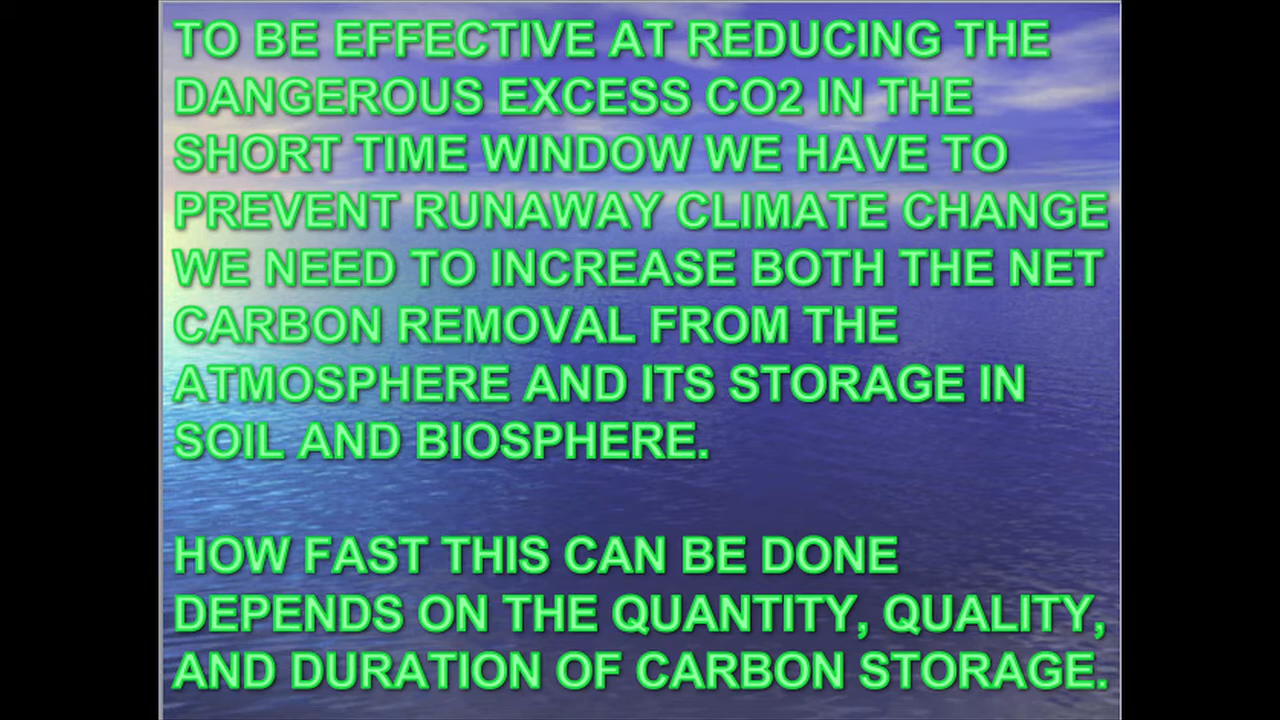 TO BE EFFECTIVE AT REDUCING THE
DANGEROUS EXCESS CO2 IN THE
SHORT TIME WINDOW WE HAVE TO
PREVENT RUNAWAY CLIMATE CHANGE
WE NEED TO INCREASE BOTH THE NET
CARBON REMOVAL FROM THE
ATMOSPHERE AND ITS STORAGE IN
SOIL AND BIOSPHERE.
HOW FAST THIS CAN BE DONE
DEPENDS ON THE QUANTITY, QUALITY,
AND DURATION OF CARBON STORAGE.